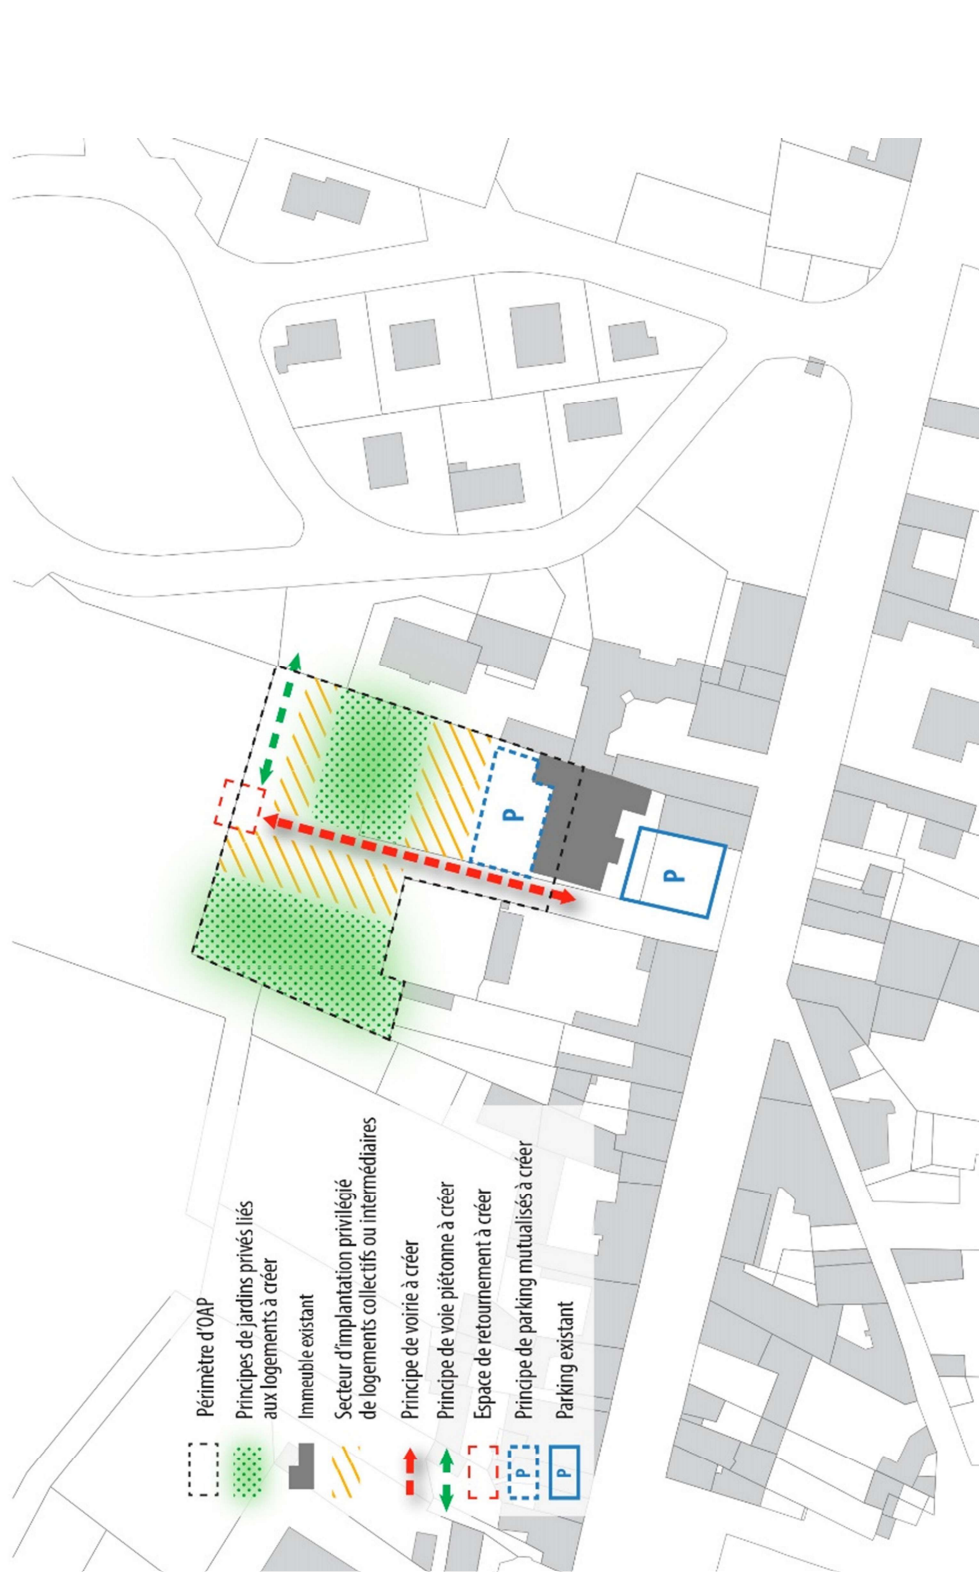 Périmètre d'OAP
Principes de jardins privés liés
aux logements à créer
Immeuble existant
Secteur d'implantation privilégié
de logements collectifs ou intermédiaires
Principe de voirie à créer
Principe de voie piétonne à créer
Espace de retournement à créer
P Principe de parking mutualisés à créer
P Parking existant
P
P